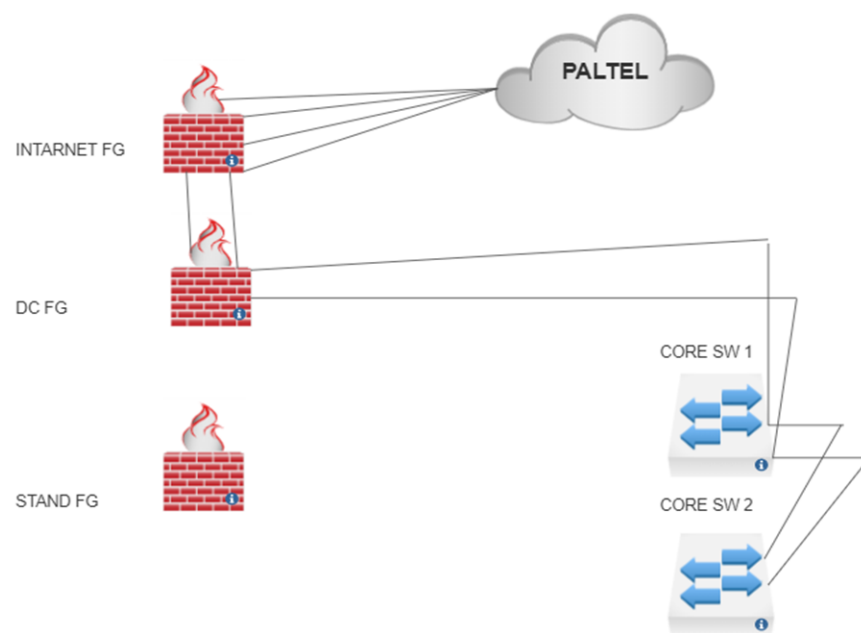 PALTEL
INTARNET FG
DC FG
CORE SW 1
STAND FG
CORE SW 2